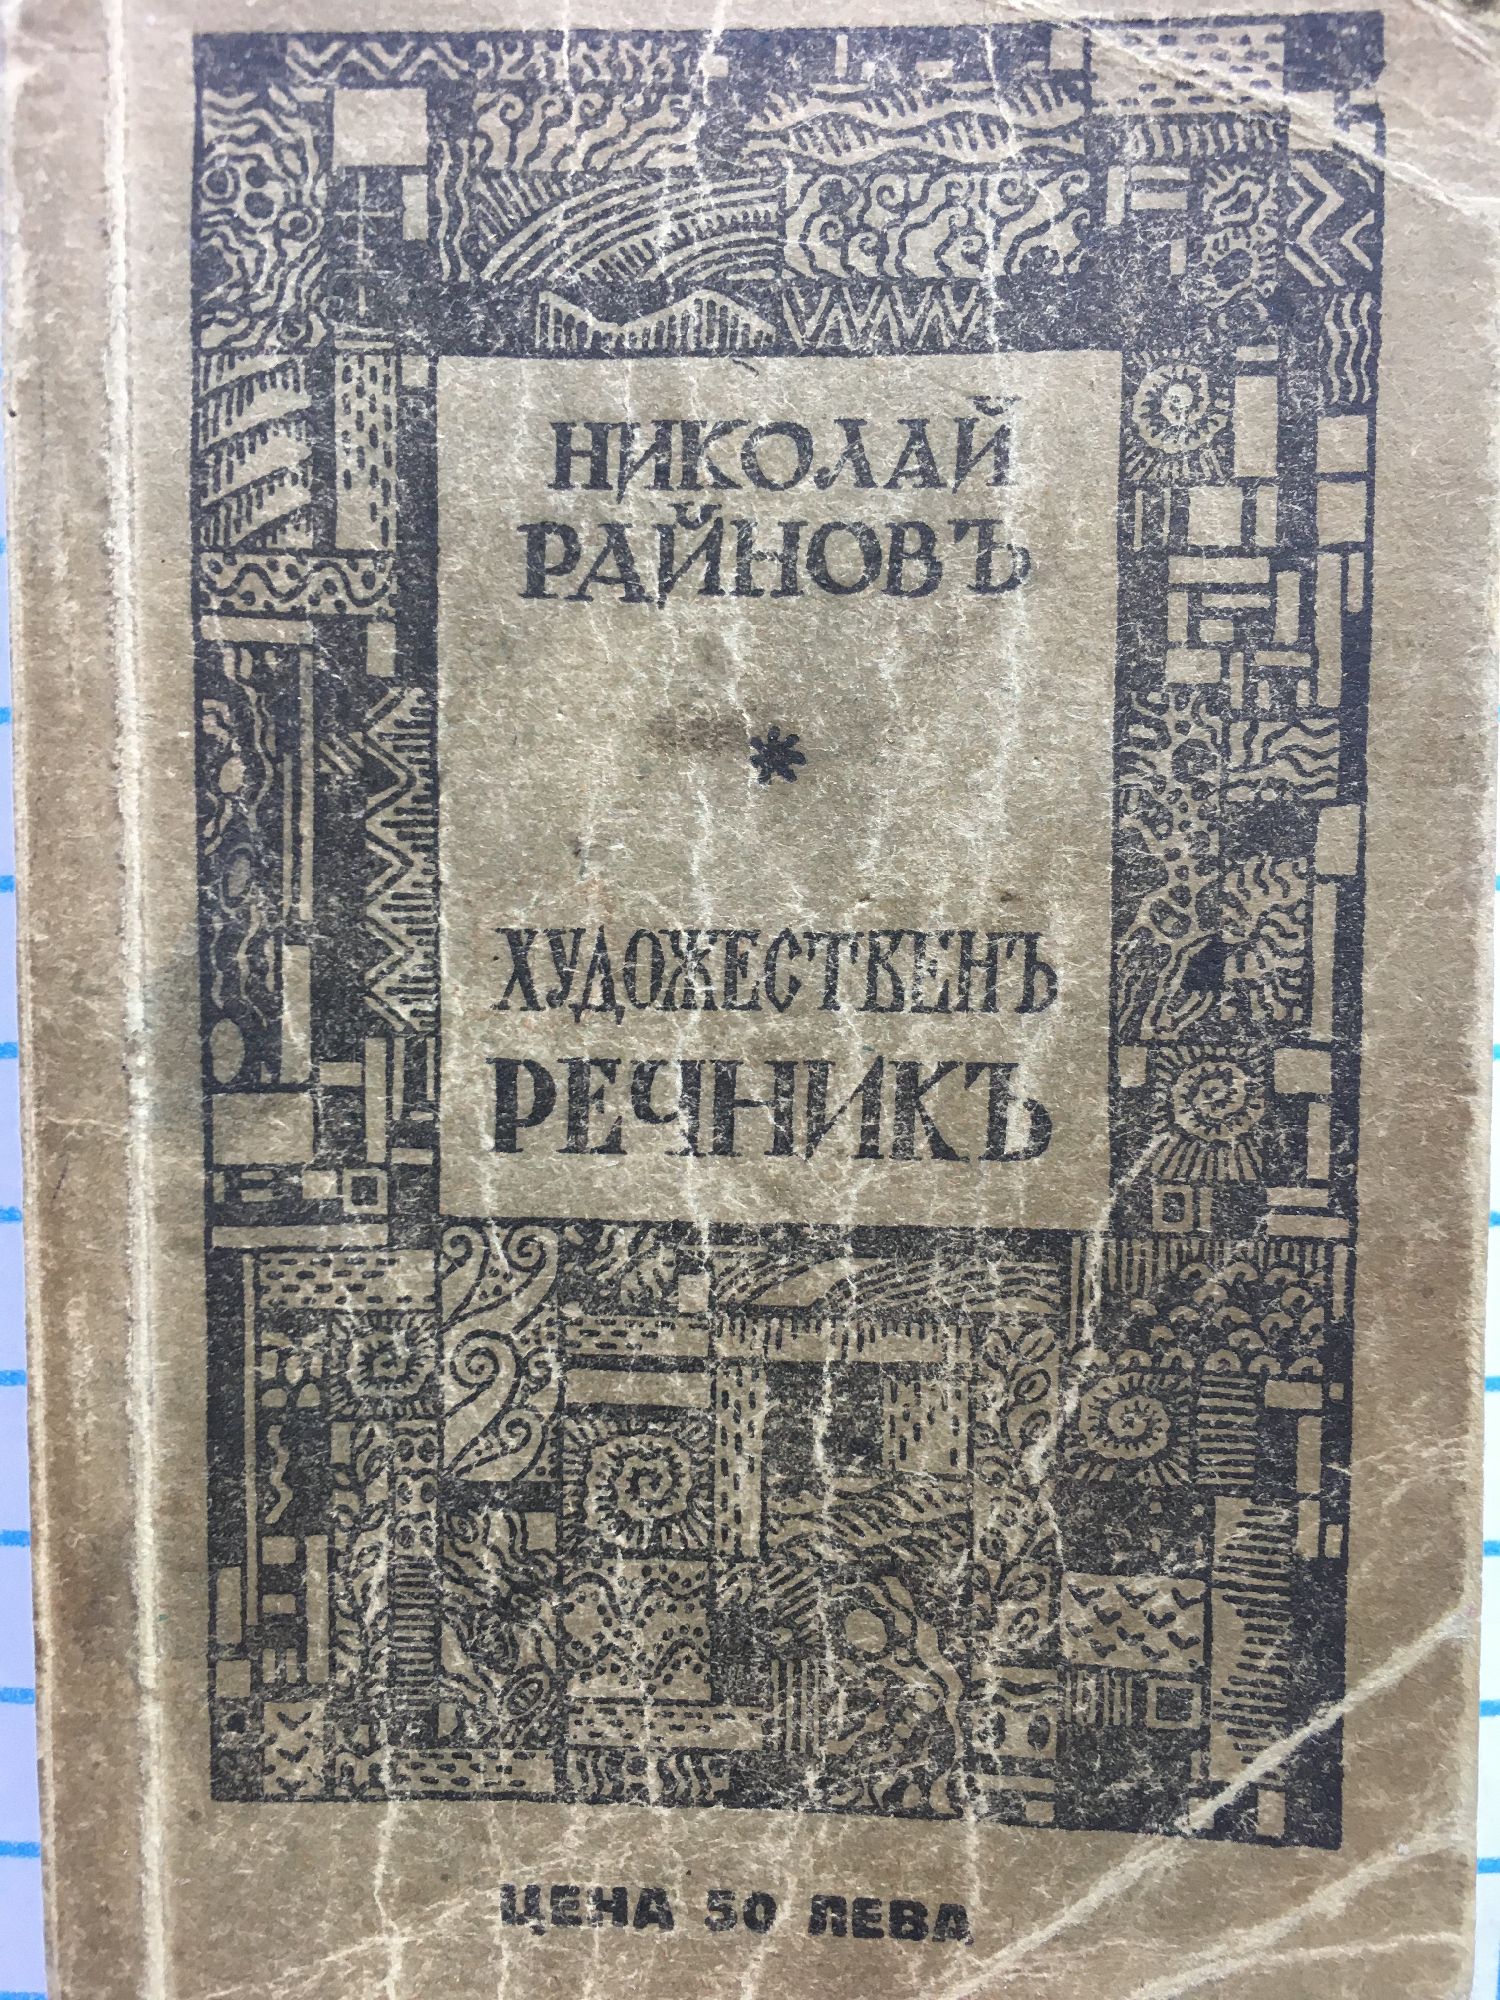 НИКОЛАЙ
РАЙНОВЪ
*
ХУДОЖЕСТВЕНЪ
РЕЧНИКЪ
ЦЕНА 50 ЛЕВА